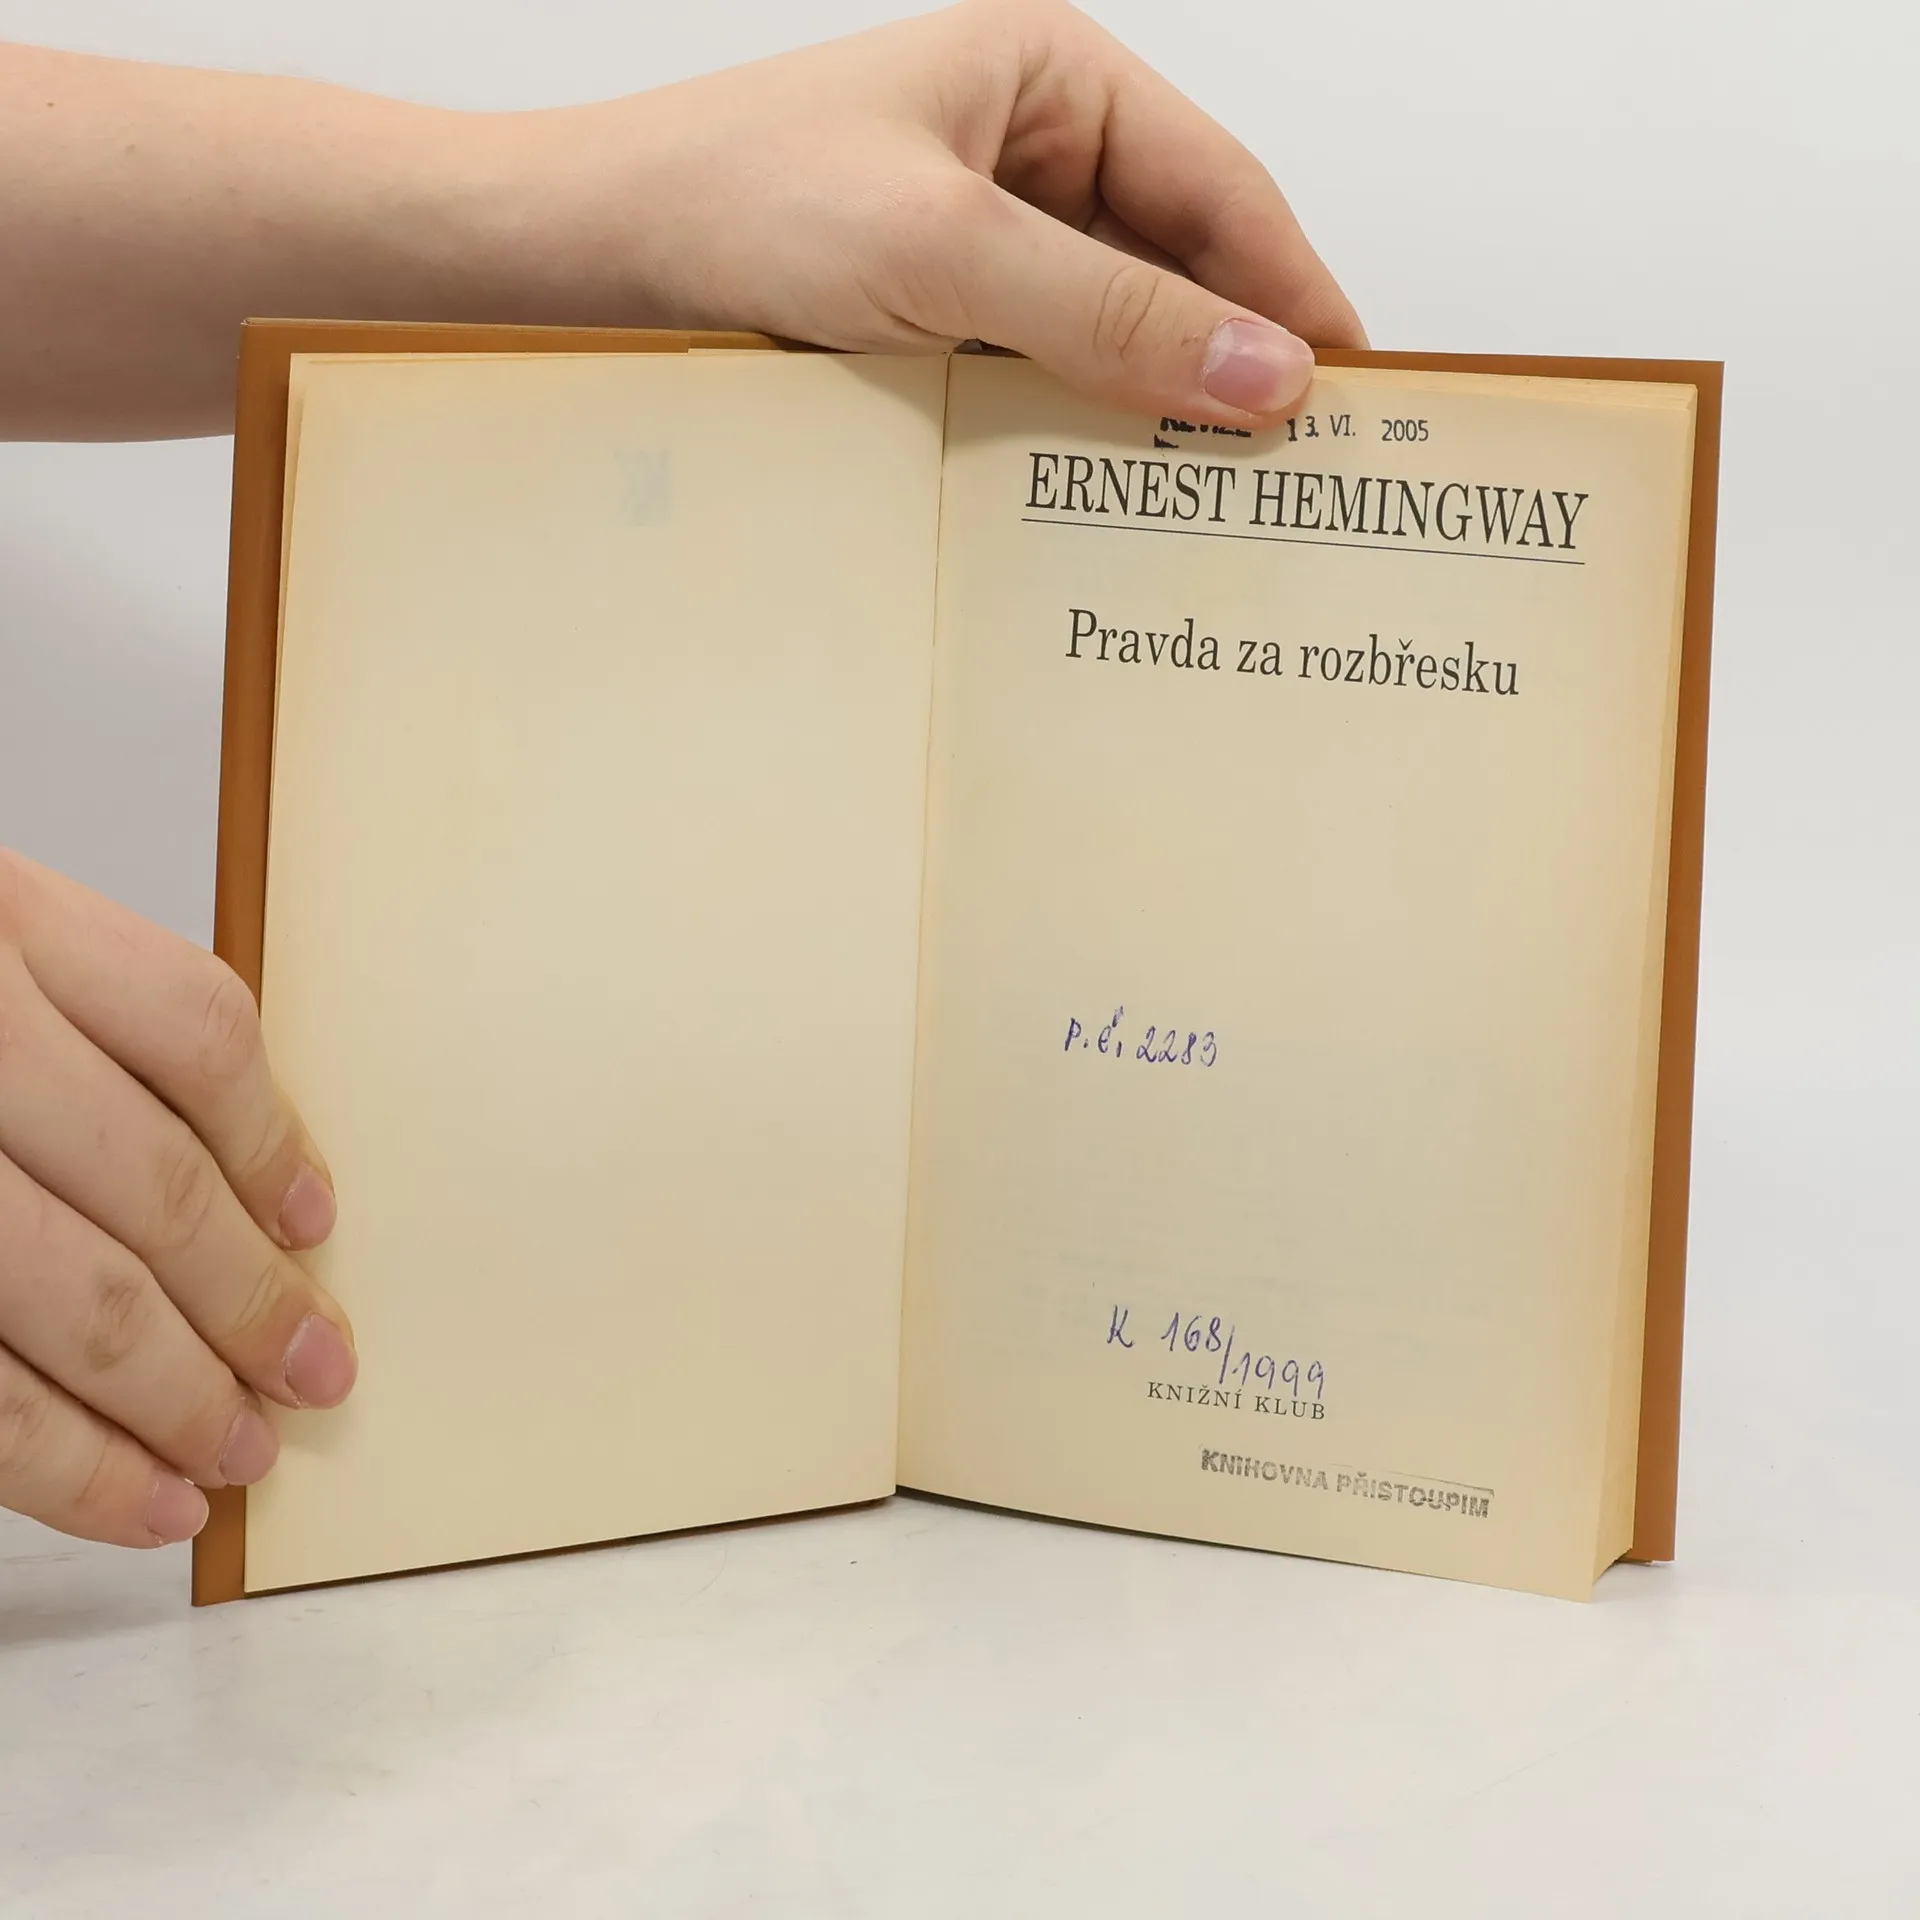 13. VI. 2005
ERNEST HEMINGWAY
Pravda za rozbřesku
P. č. 2283
K 168/1999
KNIŽNÍ KLUB
KNIHOVNA PŘISTOUPIM